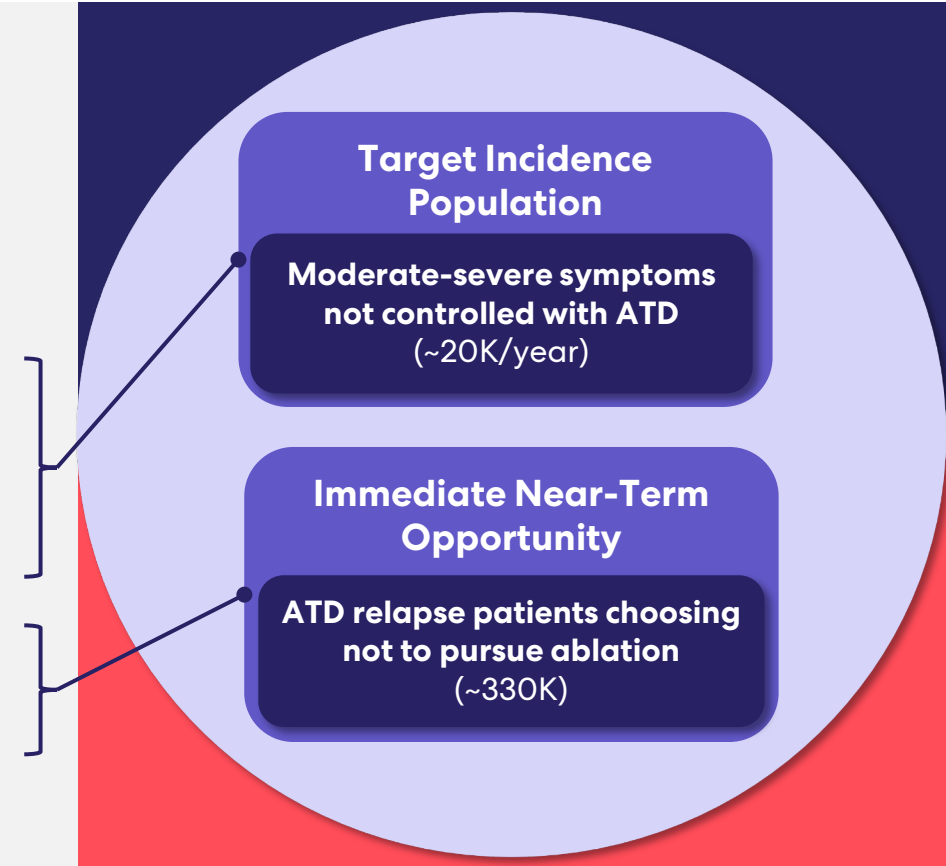 Target Incidence
Population
Moderate-severe symptoms
not controlled with ATD
(~20K/year)
Immediate Near-Term
Opportunity
ATD relapse patients choosing
not to pursue ablation
(~330K)